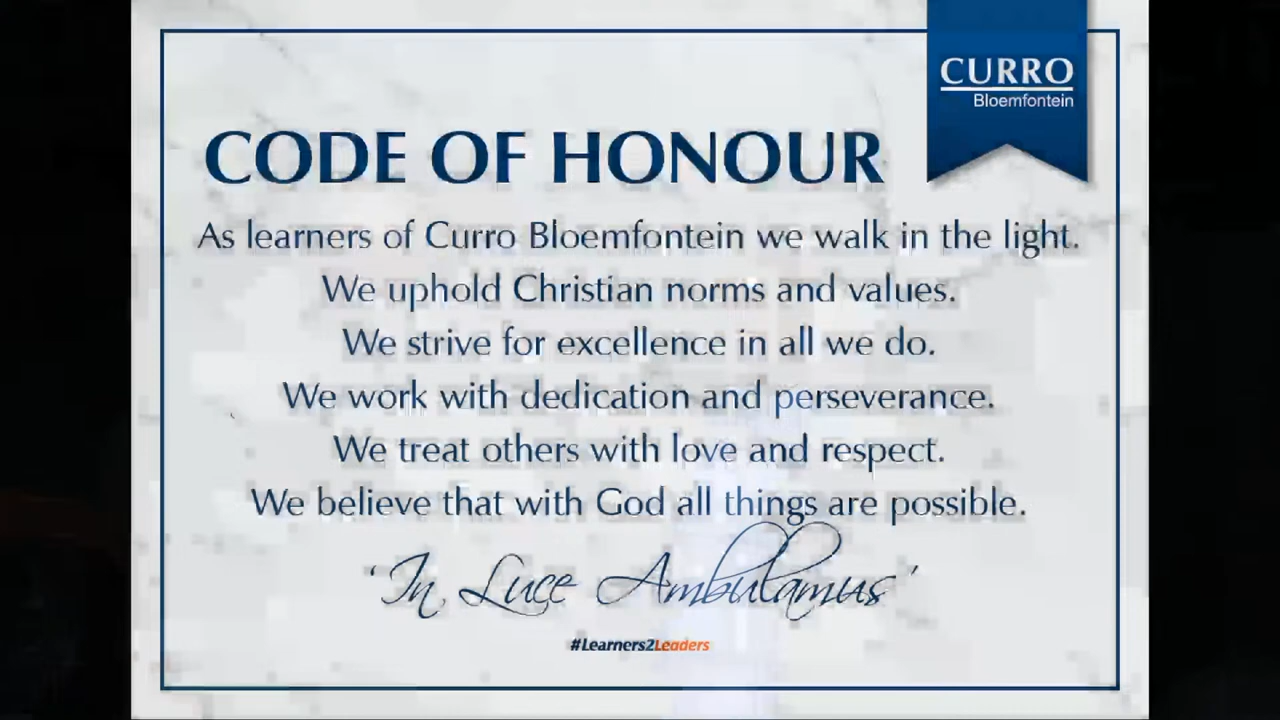 CURRO
Bloemfontein
CODE OF HONOUR
As learners of Curro Bloemfontein we walk in the light.
We uphold Christian norms and values.
We strive for excellence in all we do.
We work with dedication and perseverance.
We treat others with love and respect.
We believe that with God all things are possible.
‘In Luce Ambulamus’
#Learners2Leaders